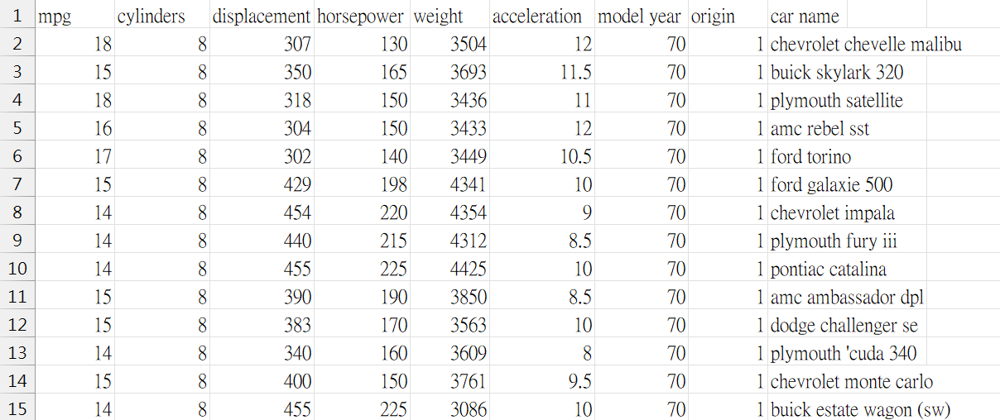 1 mpg cylinders displacement horsepower weight acceleration model year origin car name
2 18 8 307 130 3504 12 70 1 chevrolet chevelle malibu
3 15 8 350 165 3693 11.5 70 1 buick skylark 320
4 18 8 318 150 3436 11 70 1 plymouth satellite
5 16 8 304 150 3433 12 70 1 amc rebel sst
6 17 8 302 140 3449 10.5 70 1 ford torino
7 15 8 429 198 4341 10 70 1 ford galaxie 500
8 14 8 454 220 4354 9 70 1 chevrolet impala
9 14 8 440 215 4312 8.5 70 1 plymouth fury iii
10 14 8 455 225 4425 10 70 1 pontiac catalina
11 15 8 390 190 3850 8.5 70 1 amc ambassador dpl
12 15 8 383 170 3563 10 70 1 dodge challenger se
13 14 8 340 160 3609 8 70 1 plymouth 'cuda 340
14 15 8 400 150 3761 9.5 70 1 chevrolet monte carlo
15 14 8 455 225 3086 10 70 1 buick estate wagon (sw)